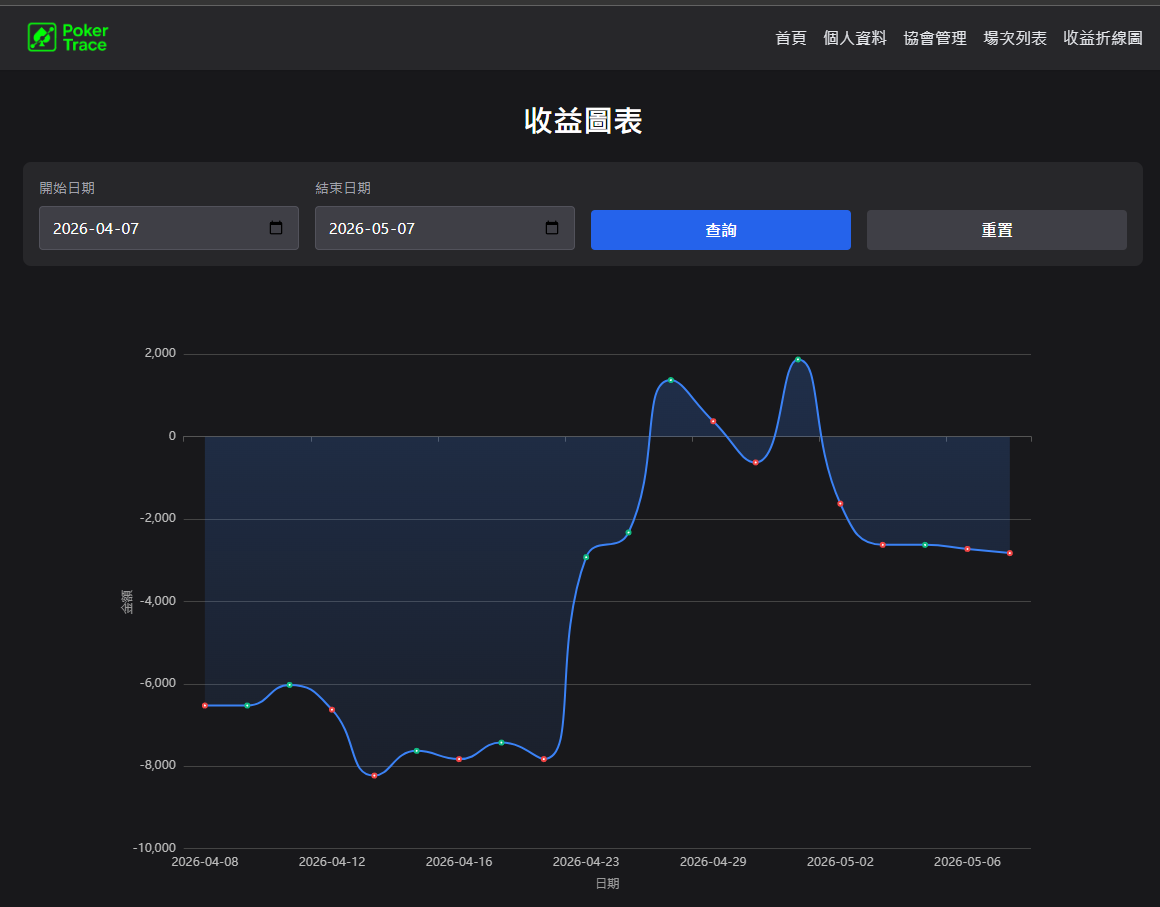 Poker
Trace
首頁 個人資料 協會管理 場次列表 收益折線圖
收益圖表
開始日期 結束日期
2026-04-07 2026-05-07 查詢 重置
2,000
0
-2,000
-4,000
金額
-6,000
-8,000
-10,000
2026-04-08 2026-04-12 2026-04-16 2026-04-23 2026-04-29 2026-05-02 2026-05-06
日期